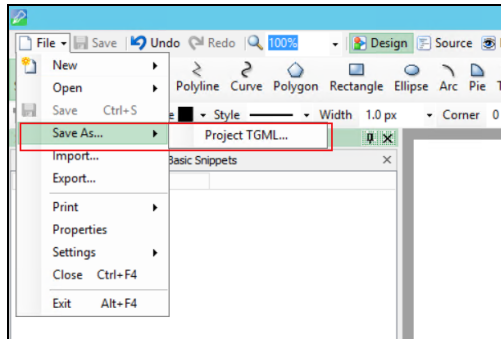 File Save Undo Redo 100% Design Source
New
Open
Polyline Curve Polygon Rectangle Ellipse Arc Pie
Save Ctrl+S
Style Width 1.0 px Corner 0
Save As...
Project TGML...
Import...
Basic Snippets
Export...
Print
Properties
Settings
Close Ctrl+F4
Exit Alt+F4